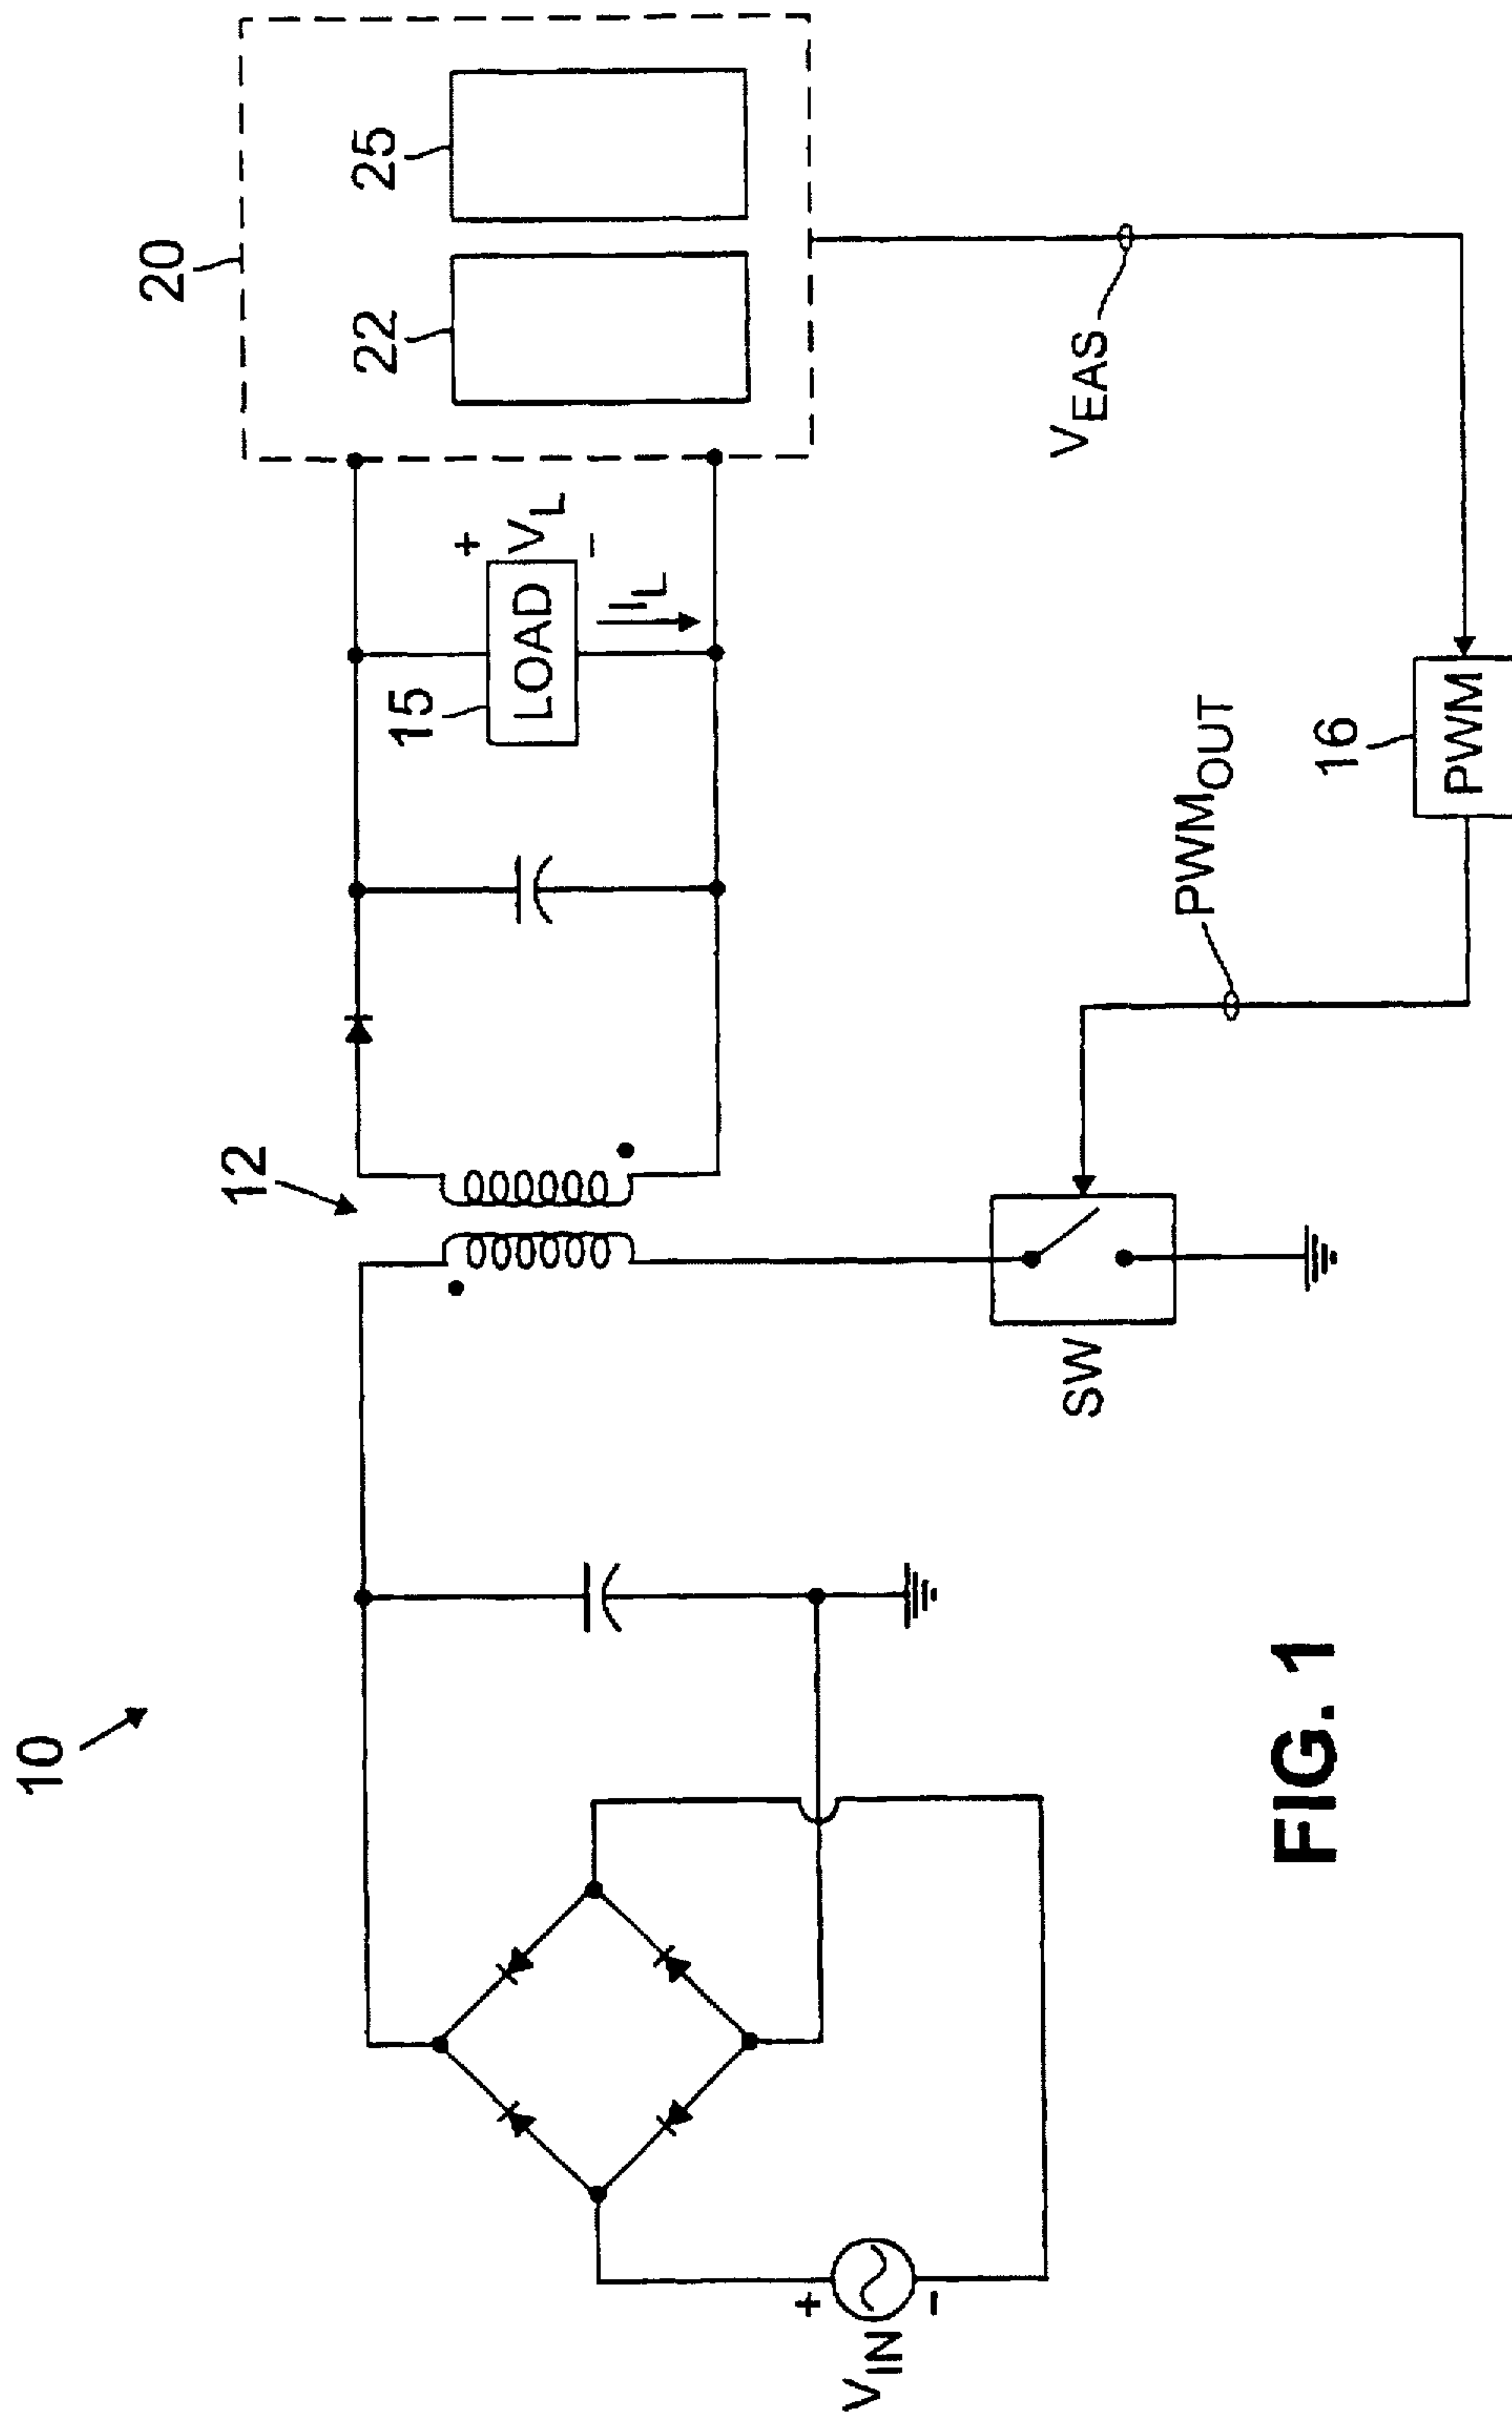 10
12
20
22
25
15
LOAD
+
V_L
−
I_L
V_IN
+
−
SW
PWM_OUT
V_EAS
16
PWM
FIG. 1